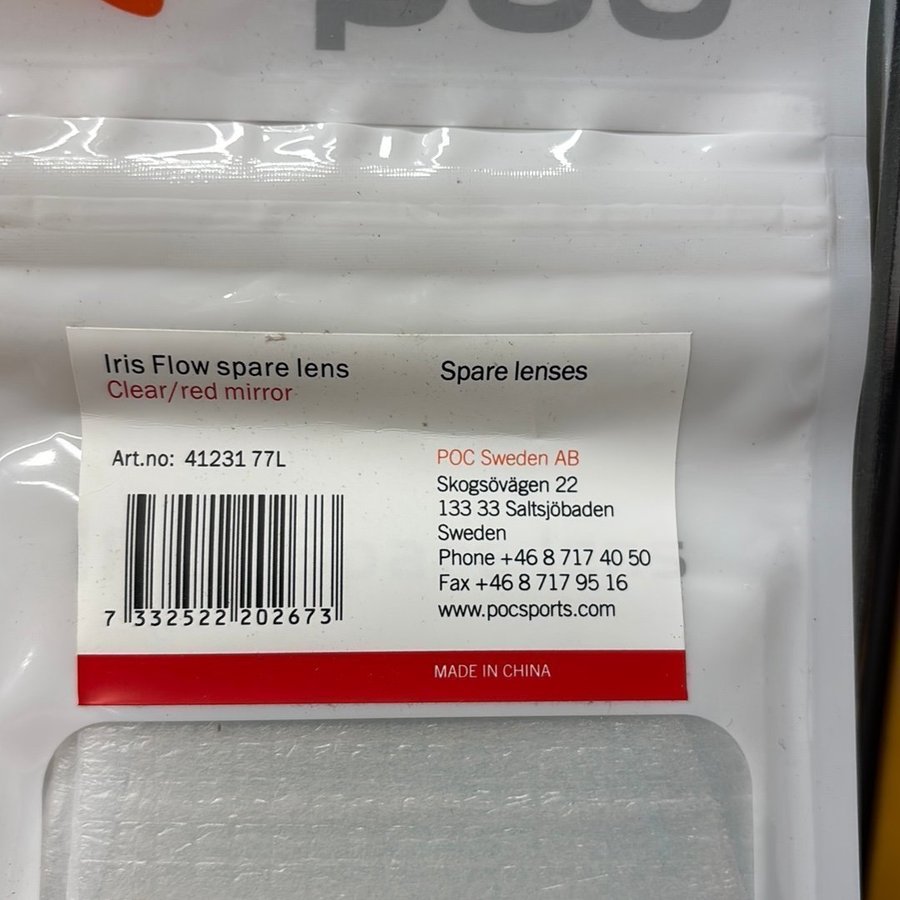 poc
Iris Flow spare lens
Clear/red mirror
Spare lenses
Art.no: 41231 77L
7 332522 202673
POC Sweden AB
Skogsövägen 22
133 33 Saltsjöbaden
Sweden
Phone +46 8 717 40 50
Fax +46 8 717 95 16
www.pocsports.com
MADE IN CHINA